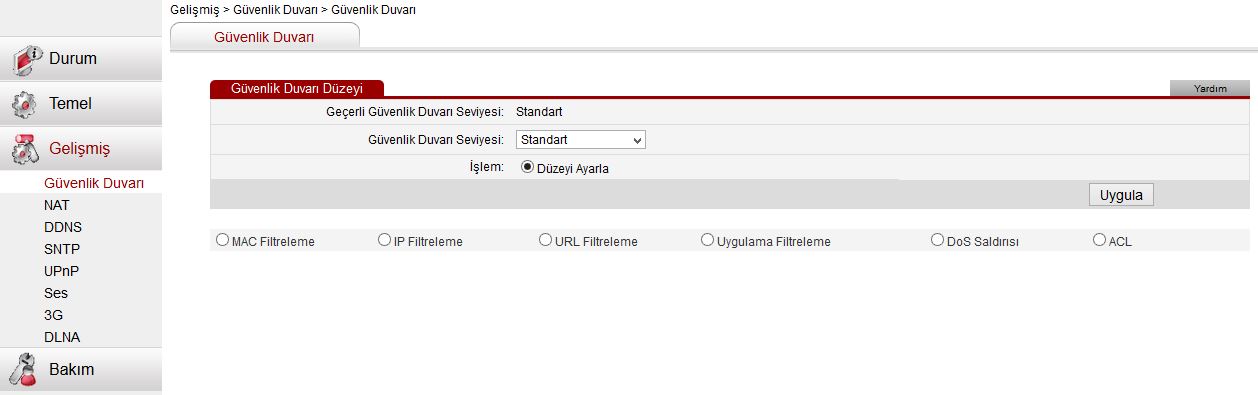 Gelişmiş > Güvenlik Duvarı > Güvenlik Duvarı
Güvenlik Duvarı
Durum
Temel
Gelişmiş
Güvenlik Duvarı
NAT
DDNS
SNTP
UPnP
Ses
3G
DLNA
Bakım
Güvenlik Duvarı Düzeyi
Yardım
Geçerli Güvenlik Duvarı Seviyesi: Standart
Güvenlik Duvarı Seviyesi: Standart
İşlem: Düzeyi Ayarla
Uygula
MAC Filtreleme IP Filtreleme URL Filtreleme Uygulama Filtreleme DoS Saldırısı ACL